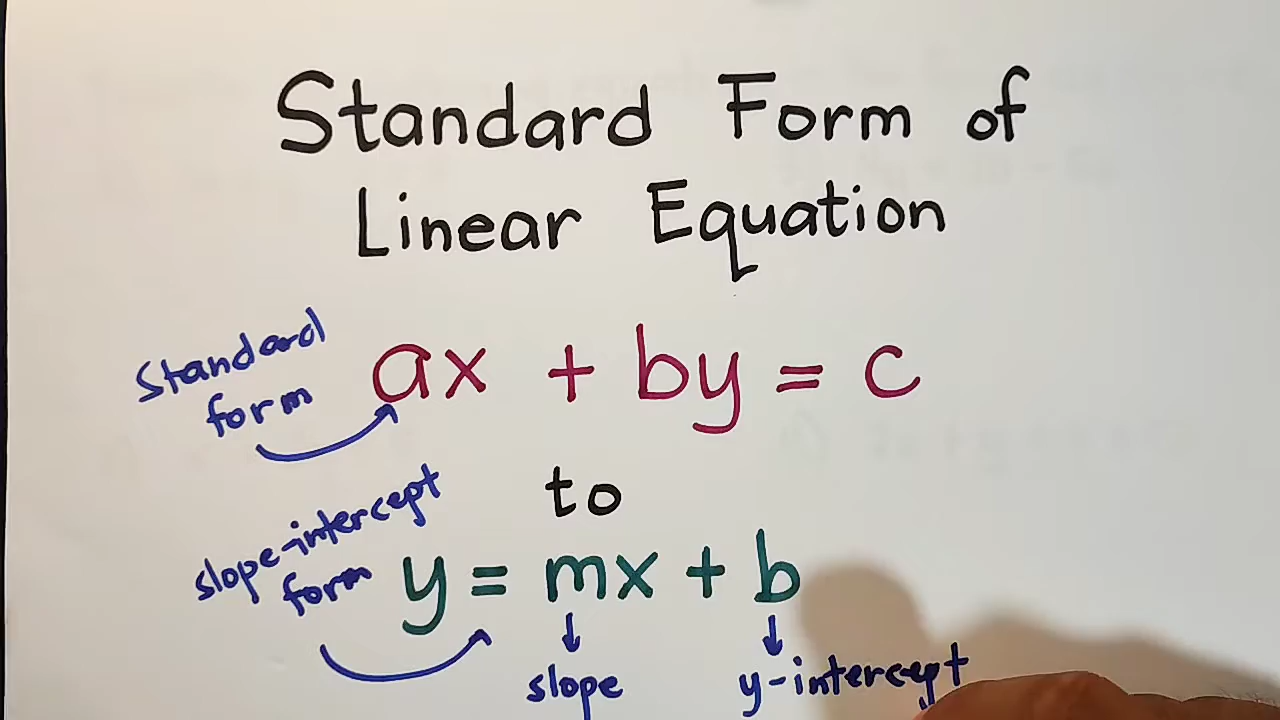 Standard Form of
Linear Equation
Standard
form
ax + by = c
to
slope-intercept
form
y = mx + b
slope
y-intercept